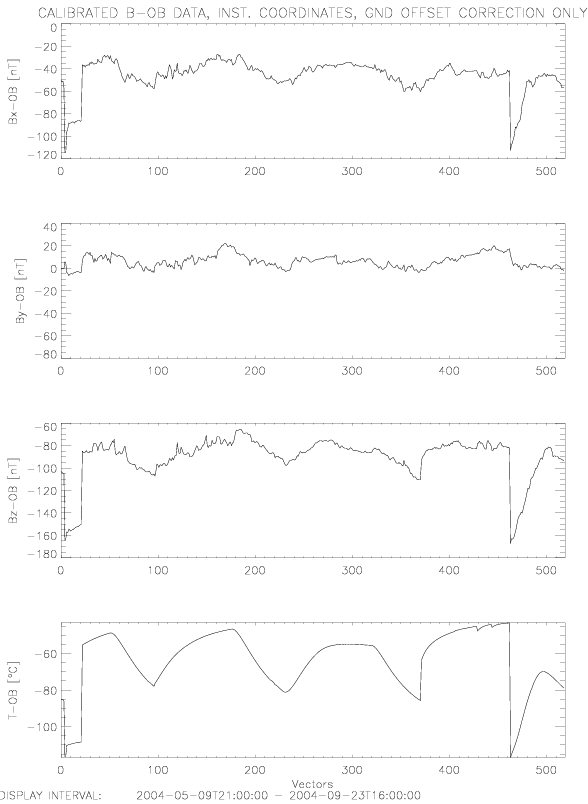 CALIBRATED B-OB DATA, INST. COORDINATES, GND OFFSET CORRECTION ONLY
Bx-OB [nT]
0
-20
-40
-60
-80
-100
-120
0 100 200 300 400 500
By-OB [nT]
40
20
0
-20
-40
-60
-80
0 100 200 300 400 500
Bz-OB [nT]
-60
-80
-100
-120
-140
-160
-180
0 100 200 300 400 500
T-OB [°C]
-60
-80
-100
0 100 200 300 400 500
Vectors
DISPLAY INTERVAL: 2004-05-09T21:00:00 - 2004-09-23T16:00:00